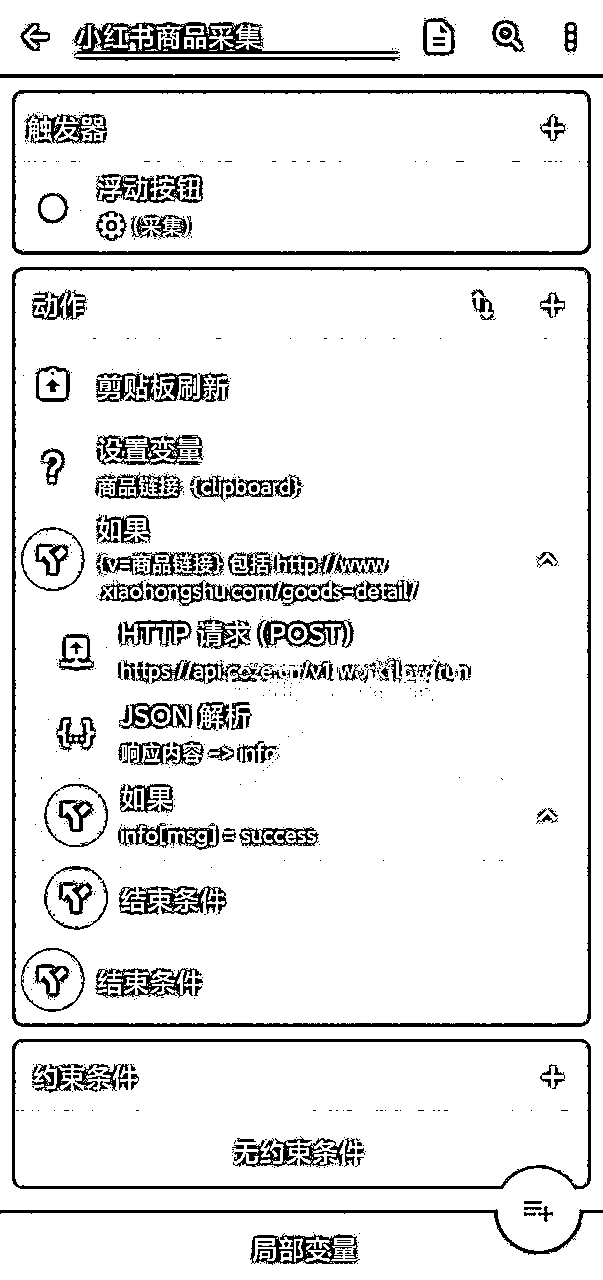 小红书商品采集
触发器
浮动按钮
(采集)
动作
剪贴板刷新
设置变量
商品链接 {clipboard}
如果
{v=商品链接} 包括 http://www
.xiaohongshu.com/goods-detail/
HTTP 请求 (POST)
https://api.coze.cn/v1/workflow/run
JSON 解析
响应内容 => info
如果
info[msg] = success
结束条件
结束条件
约束条件
无约束条件
局部变量